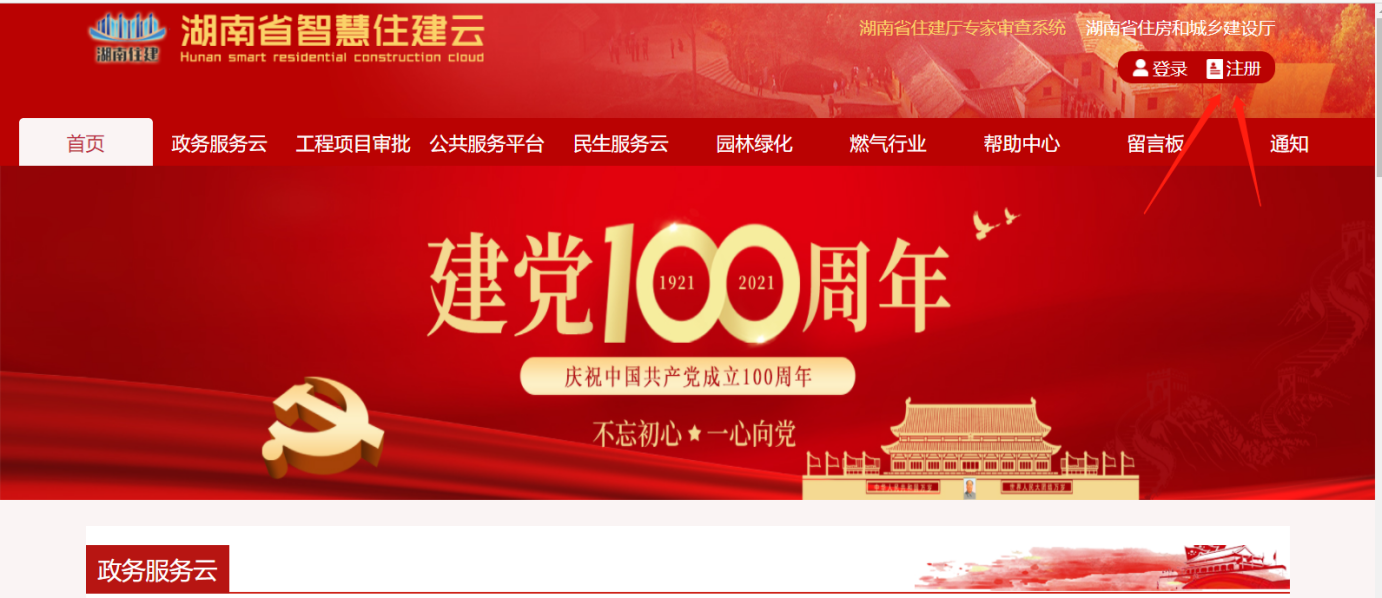 湖南省智慧住建云
Hunan smart residential construction cloud
湖南住建
湖南省住建厅专家审查系统 湖南省住房和城乡建设厅
登录 注册
首页 政务服务云 工程项目审批 公共服务平台 民生服务云 园林绿化 燃气行业 帮助中心 留言板 通知
建党100周年
1921 2021
庆祝中国共产党成立100周年
不忘初心★一心向党
政务服务云